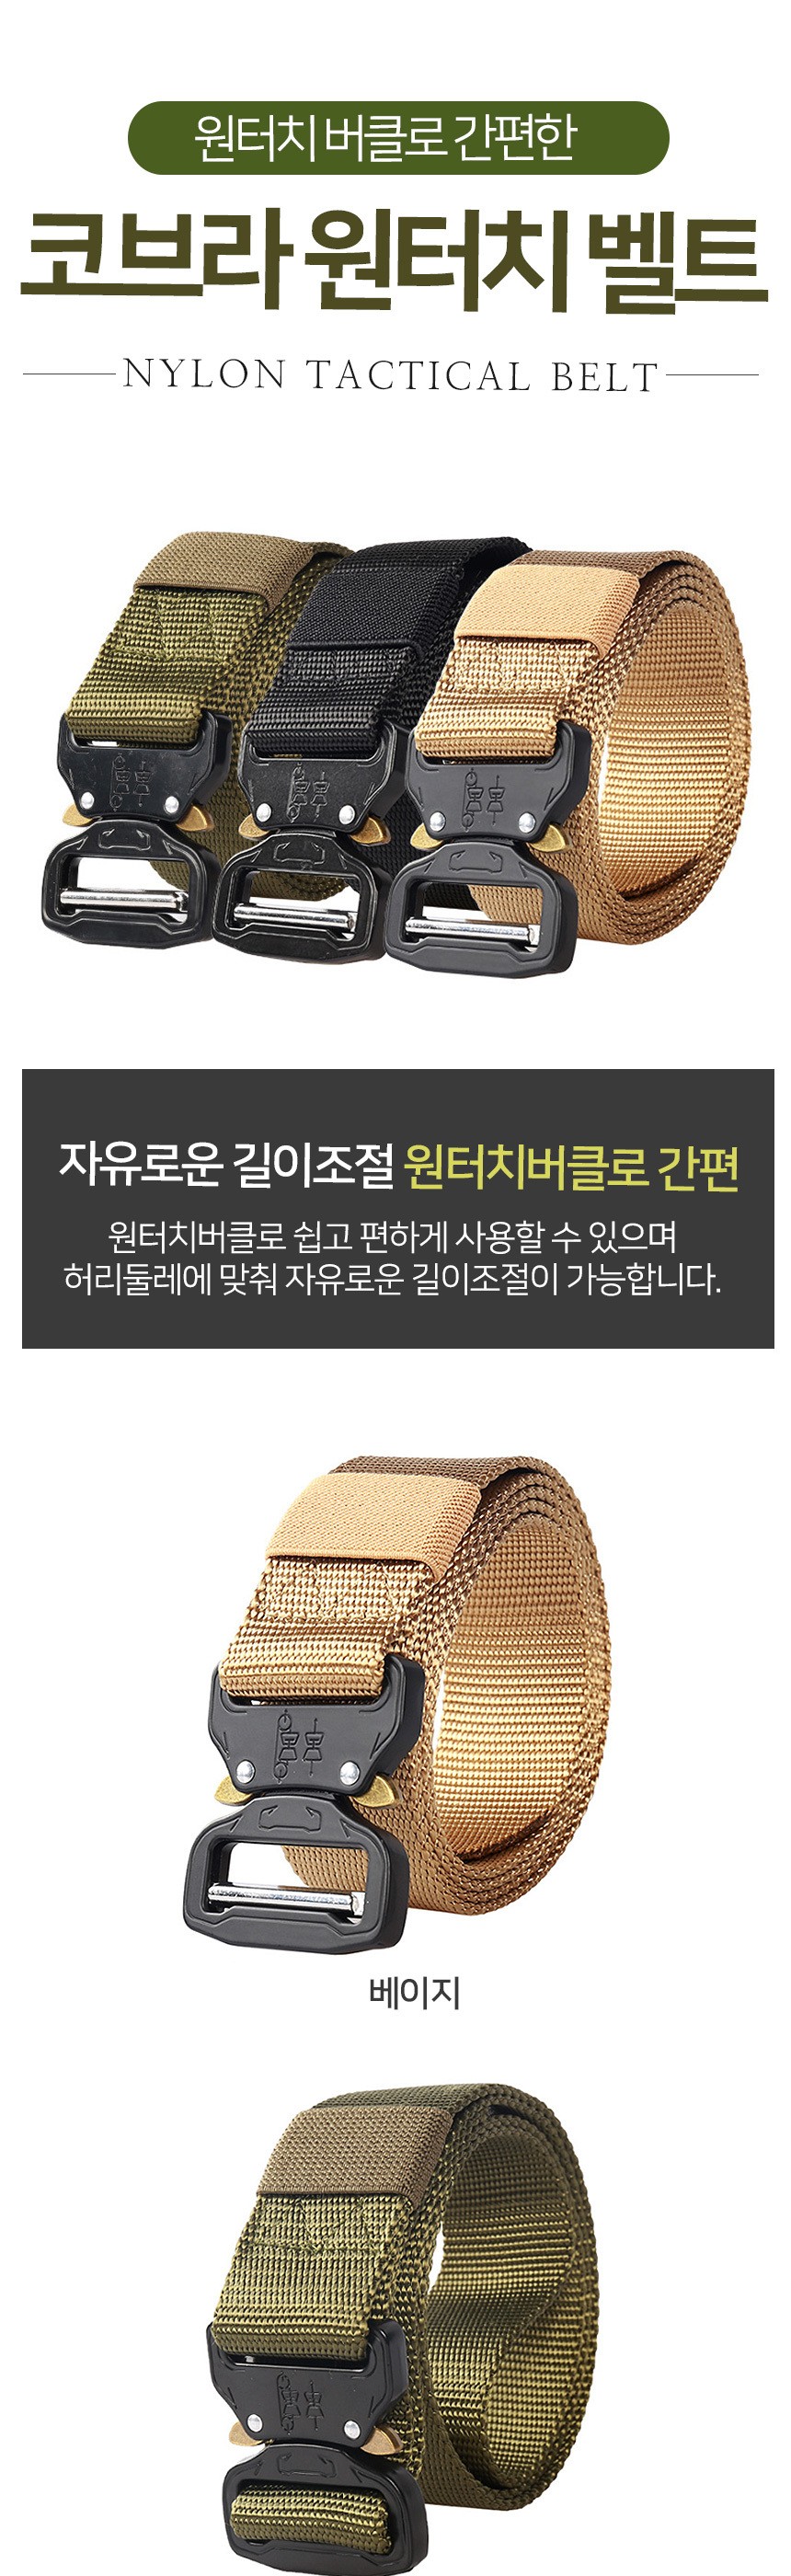 원터치 버클로 간편한
코브라 원터치 벨트
NYLON TACTICAL BELT
자유로운 길이조절 원터치버클로 간편
원터치버클로 쉽고 편하게 사용할 수 있으며
허리둘레에 맞춰 자유로운 길이조절이 가능합니다.
베이지